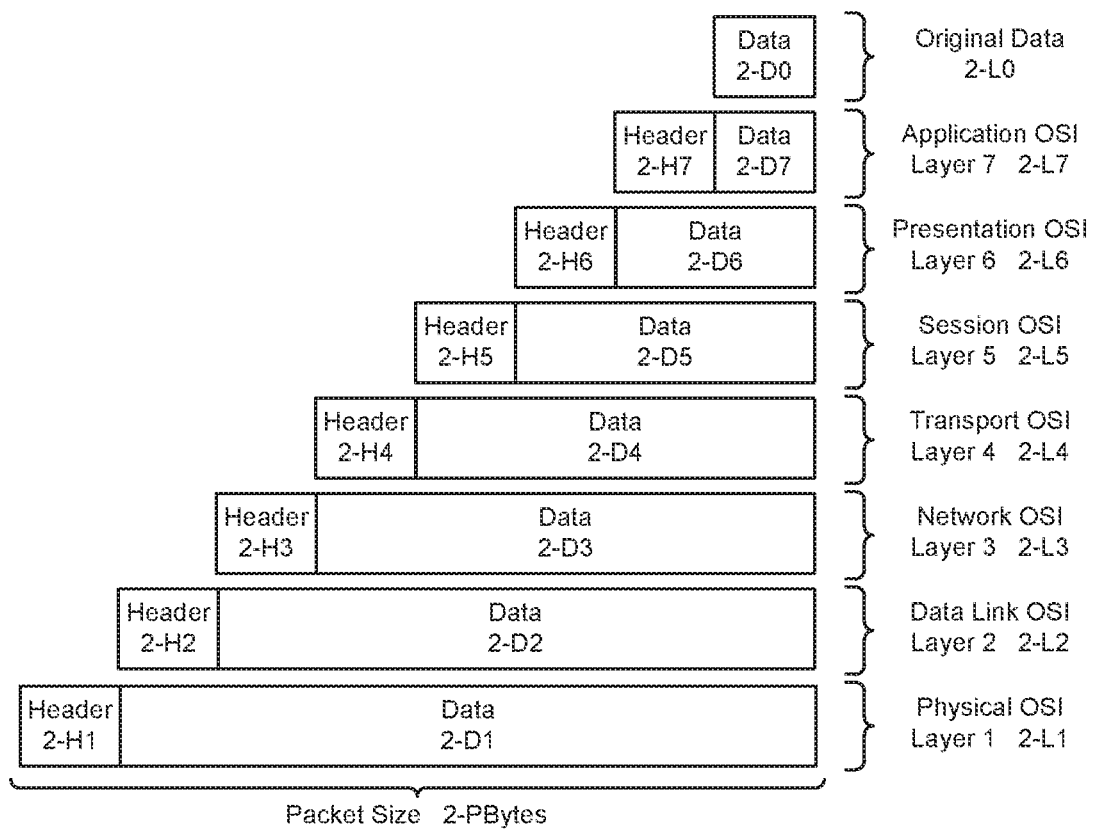 Data
2-D0
Original Data
2-L0
Header
2-H7
Data
2-D7
Application OSI
Layer 7 2-L7
Header
2-H6
Data
2-D6
Presentation OSI
Layer 6 2-L6
Header
2-H5
Data
2-D5
Session OSI
Layer 5 2-L5
Header
2-H4
Data
2-D4
Transport OSI
Layer 4 2-L4
Header
2-H3
Data
2-D3
Network OSI
Layer 3 2-L3
Header
2-H2
Data
2-D2
Data Link OSI
Layer 2 2-L2
Header
2-H1
Data
2-D1
Physical OSI
Layer 1 2-L1
Packet Size 2-PBytes